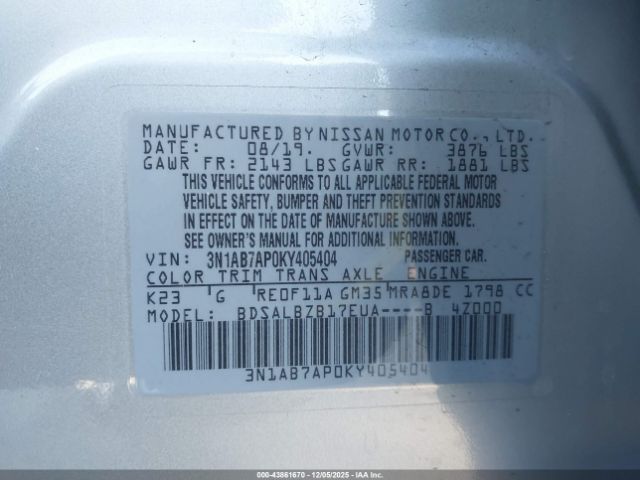 MANUFACTURED BY NISSAN MOTOR CO., LTD.
DATE: 08/19. GVWR: 3876 LBS
GAWR FR: 2143 LBS GAWR RR: 1881 LBS
THIS VEHICLE CONFORMS TO ALL APPLICABLE FEDERAL MOTOR
VEHICLE SAFETY, BUMPER AND THEFT PREVENTION STANDARDS
IN EFFECT ON THE DATE OF MANUFACTURE SHOWN ABOVE.
SEE OWNER'S MANUAL FOR ADDITIONAL INFORMATION.
VIN: 3N1AB7AP0KY405404 PASSENGER CAR.
COLOR TRIM TRANS AXLE ENGINE
K23 'G RE0F11A GM35 MRA8DE 1798 CC
MODEL: BDSALBZB17EUA----B 4Z000
3N1AB7AP0KY405404
IMAGE: 43861670 | 12/05/2025 - IAA, INC